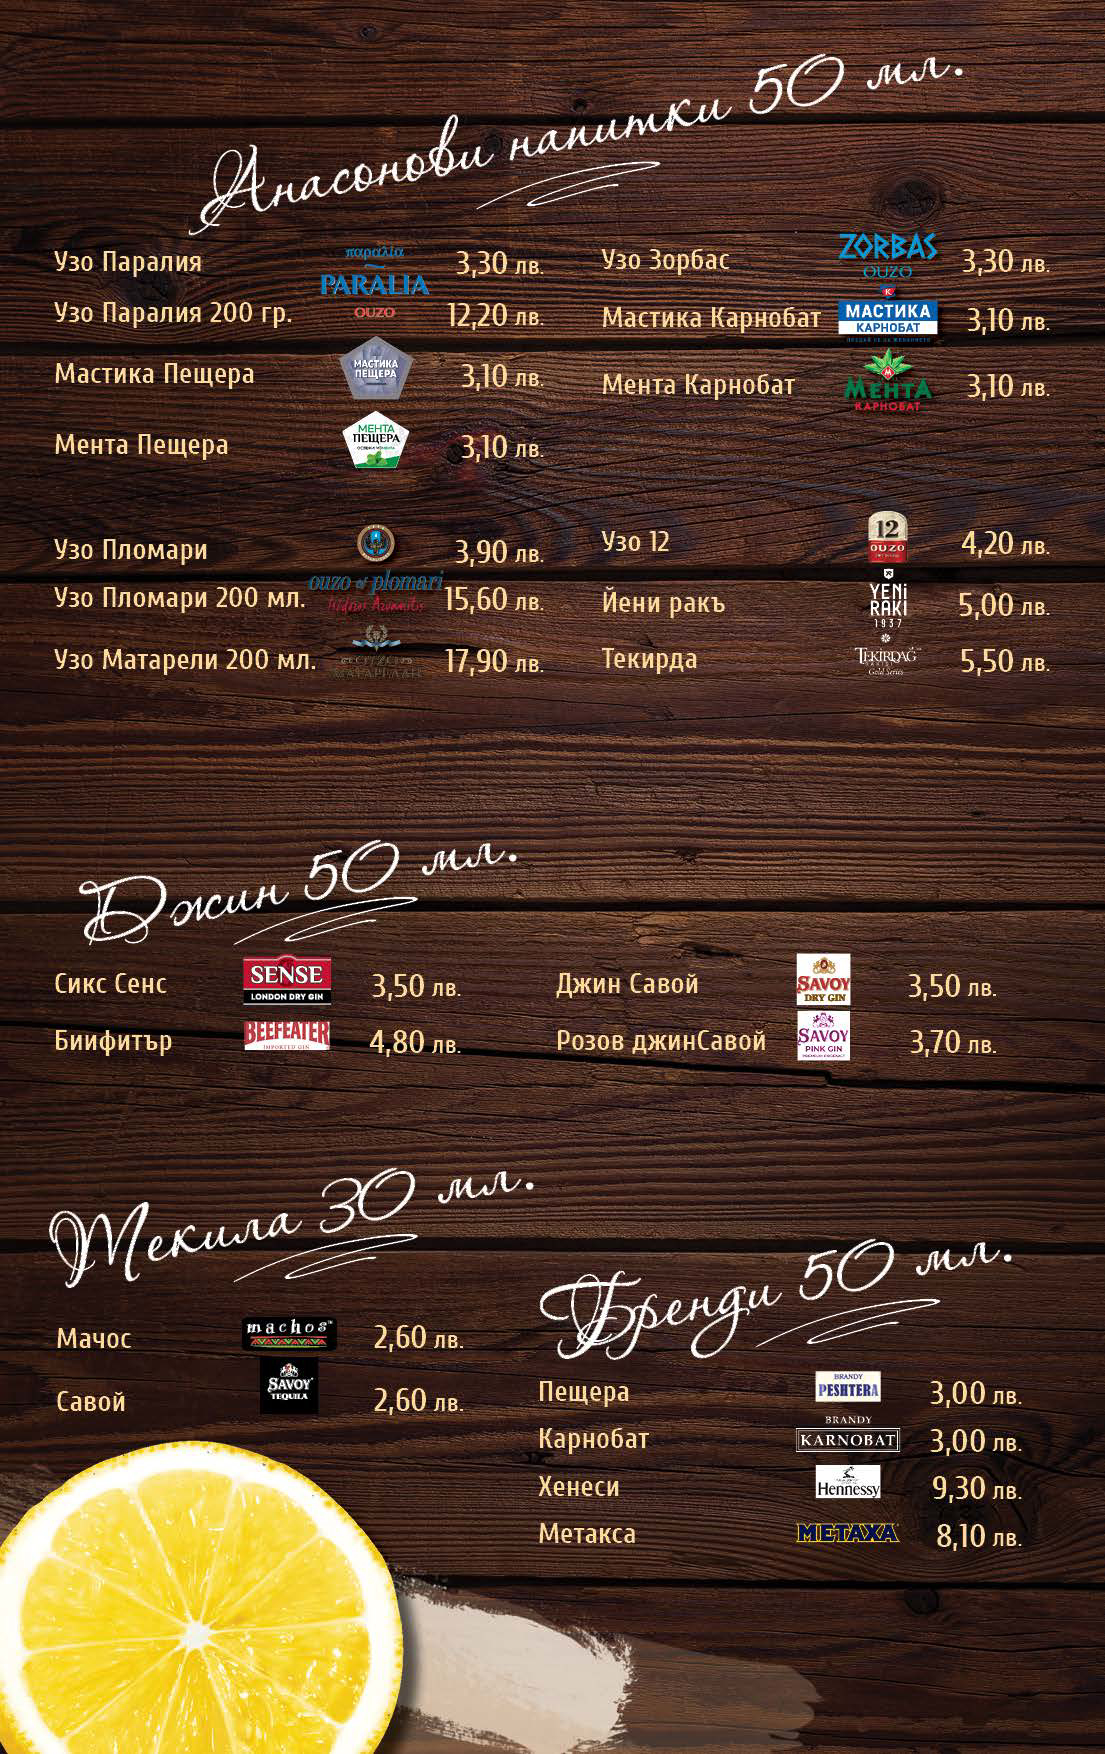 Анасонови напитки 50 мл.
Узо Паралия παραλία PARALIA OUZO 3,30 лв.
Узо Паралия 200 гр. 12,20 лв.
Мастика Пещера МАСТИКА ПЕЩЕРА 3,10 лв.
Мента Пещера МЕНТА ПЕЩЕРА 3,10 лв.
Узо Зорбас ZORBAS OUZO 3,30 лв.
Мастика Карнобат МАСТИКА КАРНОБАТ 3,10 лв.
Мента Карнобат МЕНТА КАРНОБАТ 3,10 лв.
Узо Пломари 3,90 лв.
Узо Пломари 200 мл. ouzo of plomari 15,60 лв.
Узо Матарели 200 мл. 17,90 лв.
Узо 12 12 OUZO 4,20 лв.
Йени ракъ YENİ RAKI 1937 5,00 лв.
Текирда TEKİRDAĞ Gold Series 5,50 лв.
Джин 50 мл.
Сикс Сенс SENSE LONDON DRY GIN 3,50 лв.
Биифитър BEEFEATER IMPORTED GIN 4,80 лв.
Джин Савой SAVOY DRY GIN 3,50 лв.
Розов джинСавой SAVOY PINK GIN PREMIUM PRODUCT 3,70 лв.
Текила 30 мл.
Мачос machos™ 2,60 лв.
Савой SAVOY TEQUILA 2,60 лв.
Бренди 50 мл.
Пещера BRANDY PESHTERA 3,00 лв.
Карнобат BRANDY KARNOBAT 3,00 лв.
Хенеси Hennessy 9,30 лв.
Метакса METAXA 8,10 лв.